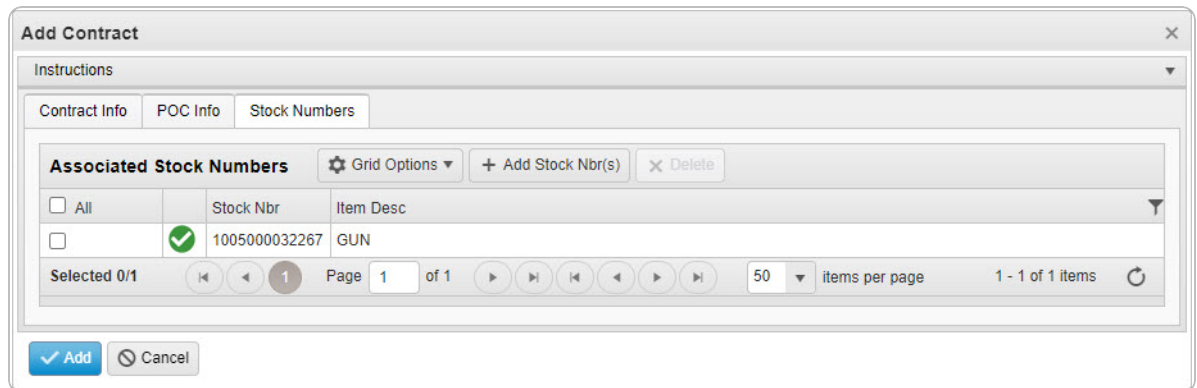 Add Contract
Instructions
Contract Info POC Info Stock Numbers
Associated Stock Numbers Grid Options + Add Stock Nbr(s) Delete
All Stock Nbr Item Desc
1005000032267 GUN
Selected 0/1 1 Page 1 of 1 50 items per page 1 - 1 of 1 items
Add Cancel